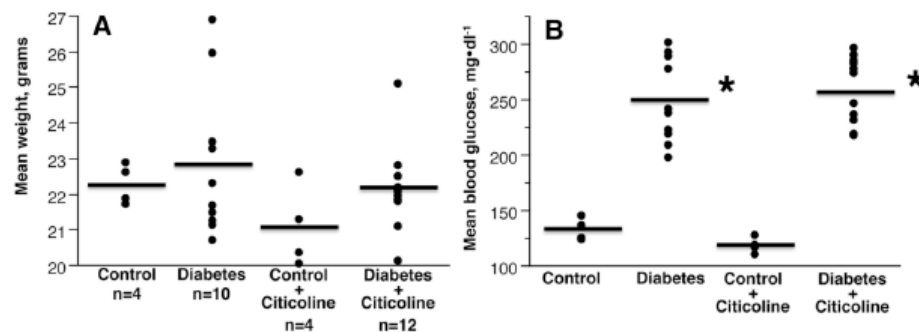 A
Mean weight, grams
27
26
25
24
23
22
21
20
Control
n=4
Diabetes
n=10
Control
+
Citicoline
n=4
Diabetes
+
Citicoline
n=12
B
Mean blood glucose, mg•dl-1
300
250
200
150
100
*
*
Control
Diabetes
Control
+
Citicoline
Diabetes
+
Citicoline